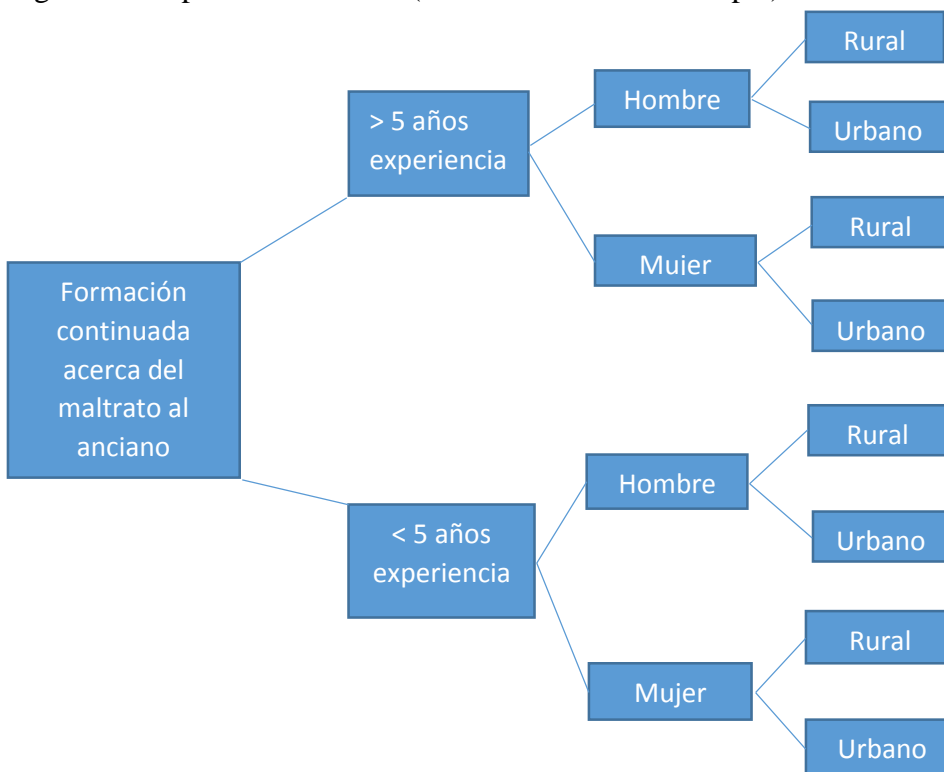 Formación
continuada
acerca del
maltrato al
anciano
> 5 años
experiencia
Hombre
Rural
Urbano
Mujer
Rural
Urbano
< 5 años
experiencia
Hombre
Rural
Urbano
Mujer
Rural
Urbano